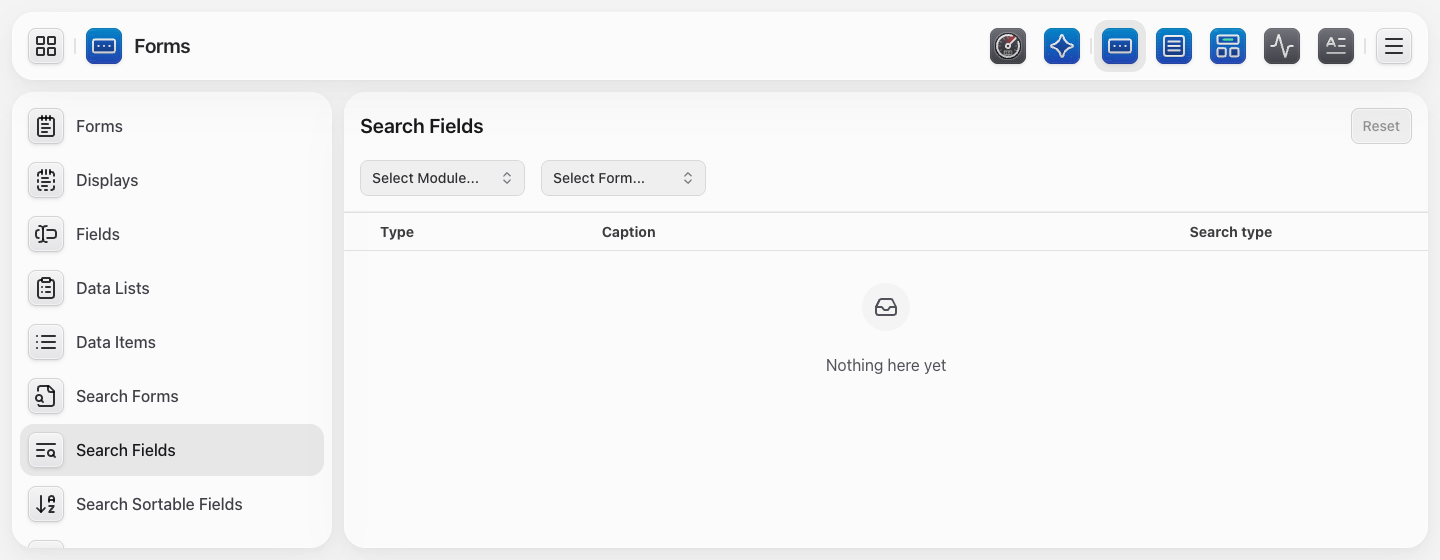 Forms
Forms
Displays
Fields
Data Lists
Data Items
Search Forms
Search Fields
Search Sortable Fields
Search Fields
Reset
Select Module...
Select Form...
Type
Caption
Search type
Nothing here yet